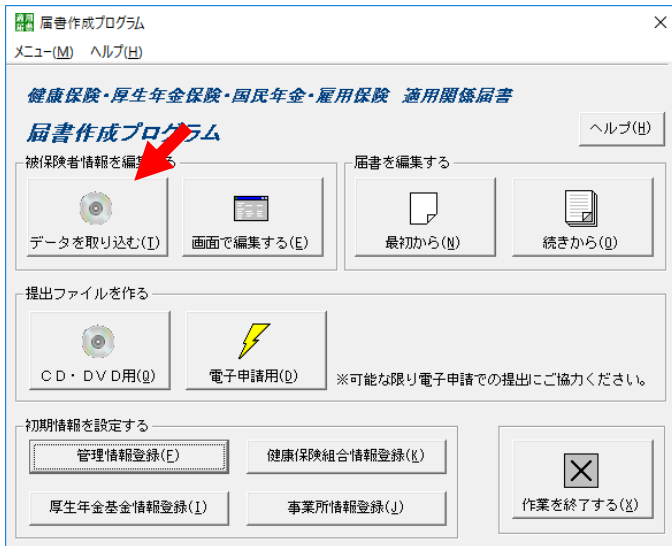 届書作成プログラム
メニュー(M) ヘルプ(H)
健康保険・厚生年金保険・国民年金・雇用保険 適用関係届書
届書作成プログラム
ヘルプ(H)
被保険者情報を編集する
届書を編集する
データを取り込む(T)
画面で編集する(E)
最初から(N)
続きから(O)
提出ファイルを作る
CD・DVD用(Q)
電子申請用(D)
※可能な限り電子申請での提出にご協力ください。
初期情報を設定する
管理情報登録(F)
健康保険組合情報登録(K)
厚生年金基金情報登録(I)
事業所情報登録(J)
作業を終了する(X)